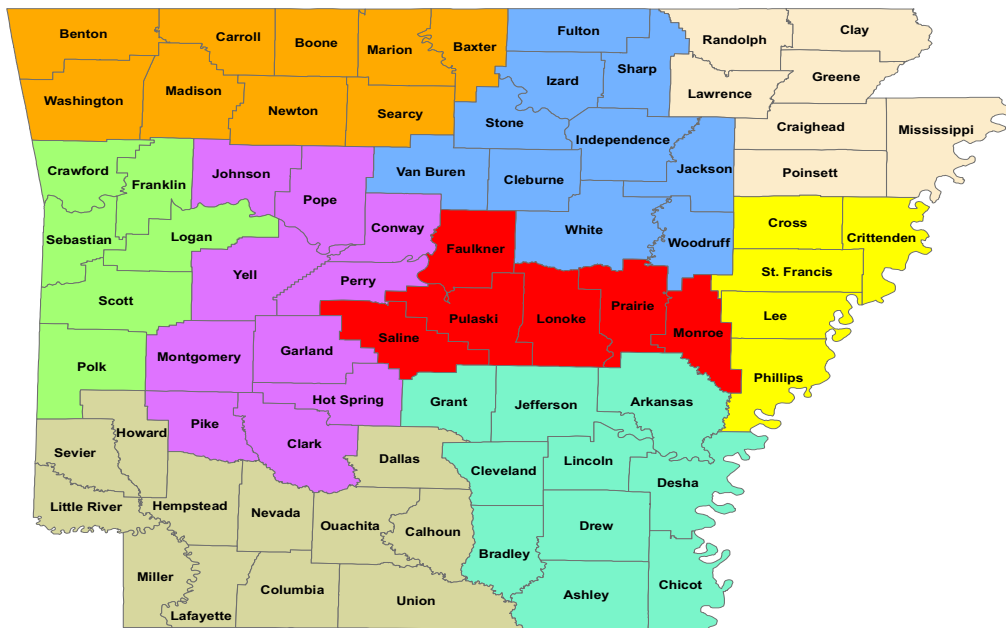 Benton
Carroll
Boone
Marion
Baxter
Fulton
Randolph
Clay
Washington
Madison
Newton
Searcy
Izard
Sharp
Lawrence
Greene
Stone
Independence
Craighead
Mississippi
Crawford
Franklin
Johnson
Pope
Van Buren
Cleburne
Jackson
Poinsett
Sebastian
Logan
Conway
Faulkner
White
Woodruff
Cross
Crittenden
Scott
Yell
Perry
St. Francis
Saline
Pulaski
Lonoke
Prairie
Monroe
Lee
Polk
Montgomery
Garland
Phillips
Hot Spring
Grant
Jefferson
Arkansas
Sevier
Howard
Pike
Clark
Dallas
Cleveland
Lincoln
Desha
Little River
Hempstead
Nevada
Ouachita
Calhoun
Drew
Bradley
Miller
Lafayette
Columbia
Union
Ashley
Chicot